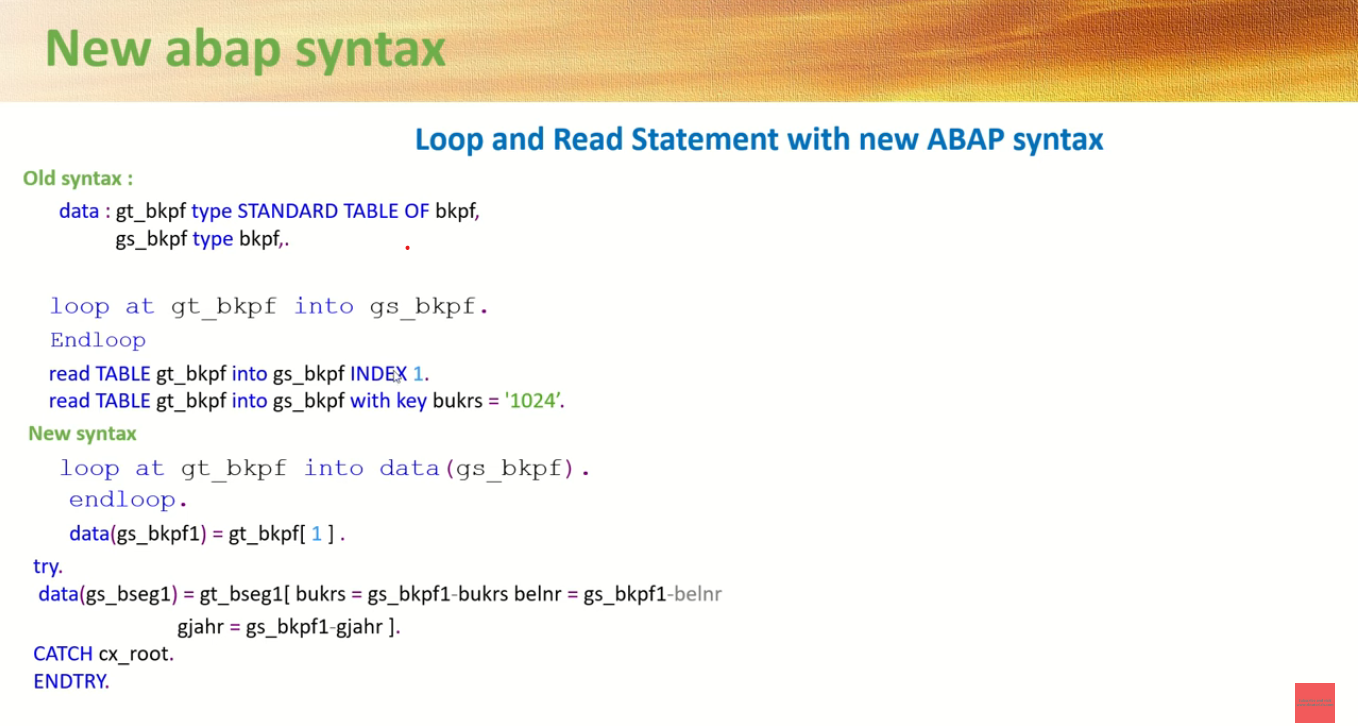 New abap syntax
Loop and Read Statement with new ABAP syntax
Old syntax :
data : gt_bkpf type STANDARD TABLE OF bkpf,
gs_bkpf type bkpf,.
loop at gt_bkpf into gs_bkpf.
Endloop
read TABLE gt_bkpf into gs_bkpf INDEX 1.
read TABLE gt_bkpf into gs_bkpf with key bukrs = '1024’.
New syntax
loop at gt_bkpf into data(gs_bkpf).
endloop.
data(gs_bkpf1) = gt_bkpf[ 1 ] .
try.
data(gs_bseg1) = gt_bseg1[ bukrs = gs_bkpf1-bukrs belnr = gs_bkpf1-belnr
gjahr = gs_bkpf1-gjahr ].
CATCH cx_root.
ENDTRY.